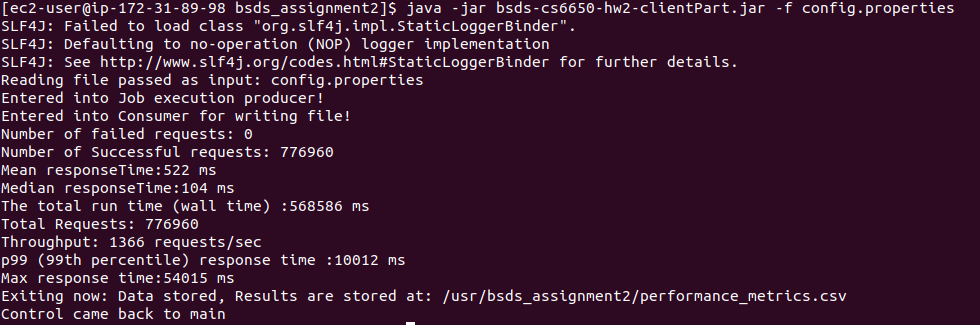 [ec2-user@ip-172-31-89-98 bsds_assignment2]$ java -jar bsds-cs6650-hw2-clientPart.jar -f config.properties
SLF4J: Failed to load class "org.slf4j.impl.StaticLoggerBinder".
SLF4J: Defaulting to no-operation (NOP) logger implementation
SLF4J: See http://www.slf4j.org/codes.html#StaticLoggerBinder for further details.
Reading file passed as input: config.properties
Entered into Job execution producer!
Entered into Consumer for writing file!
Number of failed requests: 0
Number of Successful requests: 776960
Mean responseTime:522 ms
Median responseTime:104 ms
The total run time (wall time) :568586 ms
Total Requests: 776960
Throughput: 1366 requests/sec
p99 (99th percentile) response time :10012 ms
Max response time:54015 ms
Exiting now: Data stored, Results are stored at: /usr/bsds_assignment2/performance_metrics.csv
Control came back to main